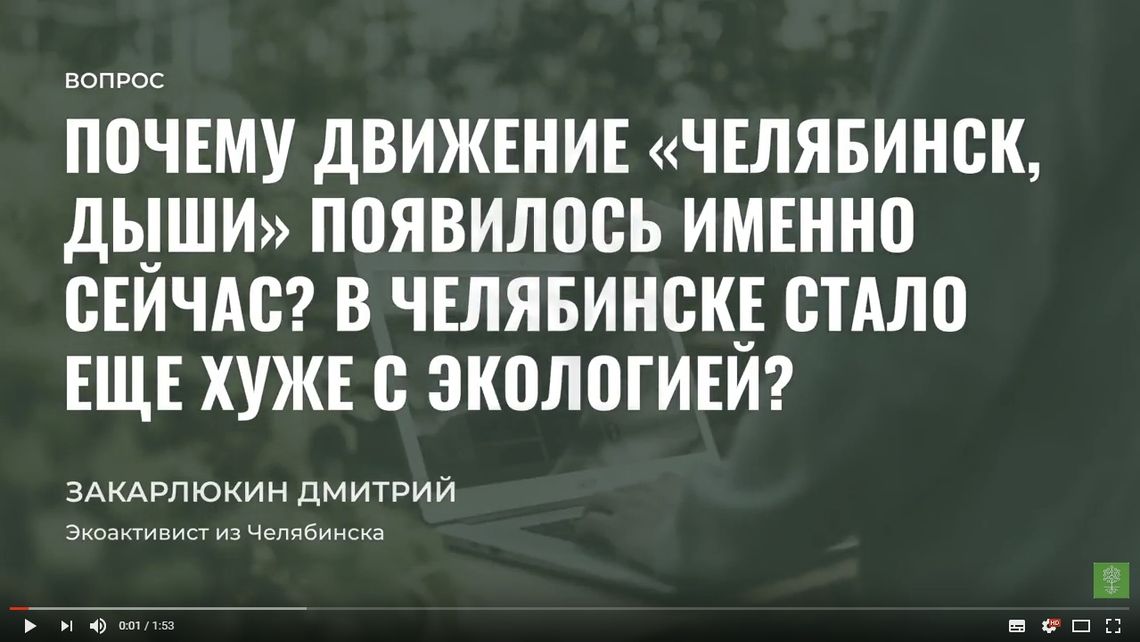 ВОПРОС
ПОЧЕМУ ДВИЖЕНИЕ «ЧЕЛЯБИНСК,
ДЫШИ» ПОЯВИЛОСЬ ИМЕННО
СЕЙЧАС? В ЧЕЛЯБИНСКЕ СТАЛО
ЕЩЕ ХУЖЕ С ЭКОЛОГИЕЙ?
ЗАКАРЛЮКИН ДМИТРИЙ
Экоактивист из Челябинска
0:01 / 1:53
HD